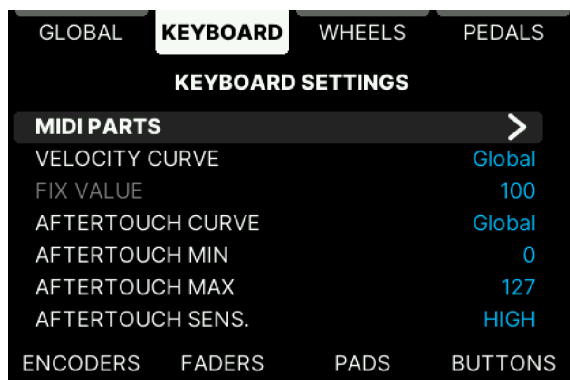 GLOBAL KEYBOARD WHEELS PEDALS
KEYBOARD SETTINGS
MIDI PARTS >
VELOCITY CURVE Global
FIX VALUE 100
AFTERTOUCH CURVE Global
AFTERTOUCH MIN 0
AFTERTOUCH MAX 127
AFTERTOUCH SENS. HIGH
ENCODERS FADERS PADS BUTTONS